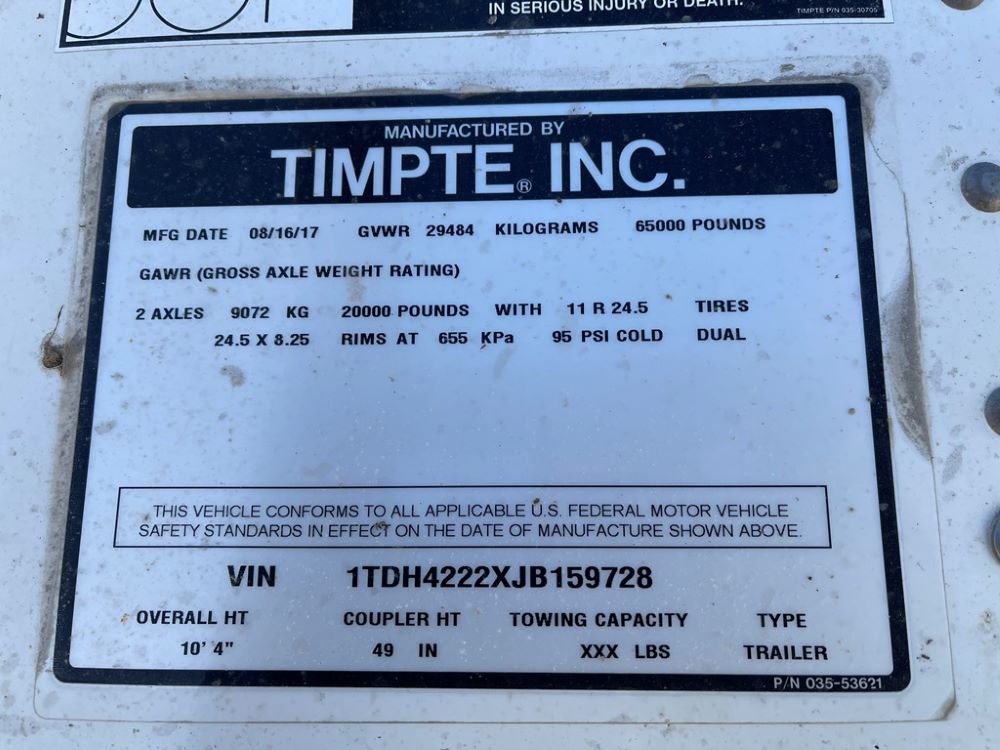 IN SERIOUS INJURY OR DEATH.
TIMPTE P/N 935-30705
MANUFACTURED BY
TIMPTE® INC.
MFG DATE 08/16/17 GVWR 29484 KILOGRAMS 65000 POUNDS
GAWR (GROSS AXLE WEIGHT RATING)
2 AXLES 9072 KG 20000 POUNDS WITH 11 R 24.5 TIRES
24.5 X 8.25 RIMS AT 655 KPa 95 PSI COLD DUAL
THIS VEHICLE CONFORMS TO ALL APPLICABLE U.S. FEDERAL MOTOR VEHICLE
SAFETY STANDARDS IN EFFECT ON THE DATE OF MANUFACTURE SHOWN ABOVE.
VIN 1TDH4222XJB159728
OVERALL HT COUPLER HT TOWING CAPACITY TYPE
10' 4" 49 IN XXX LBS TRAILER
P/N 035-53621